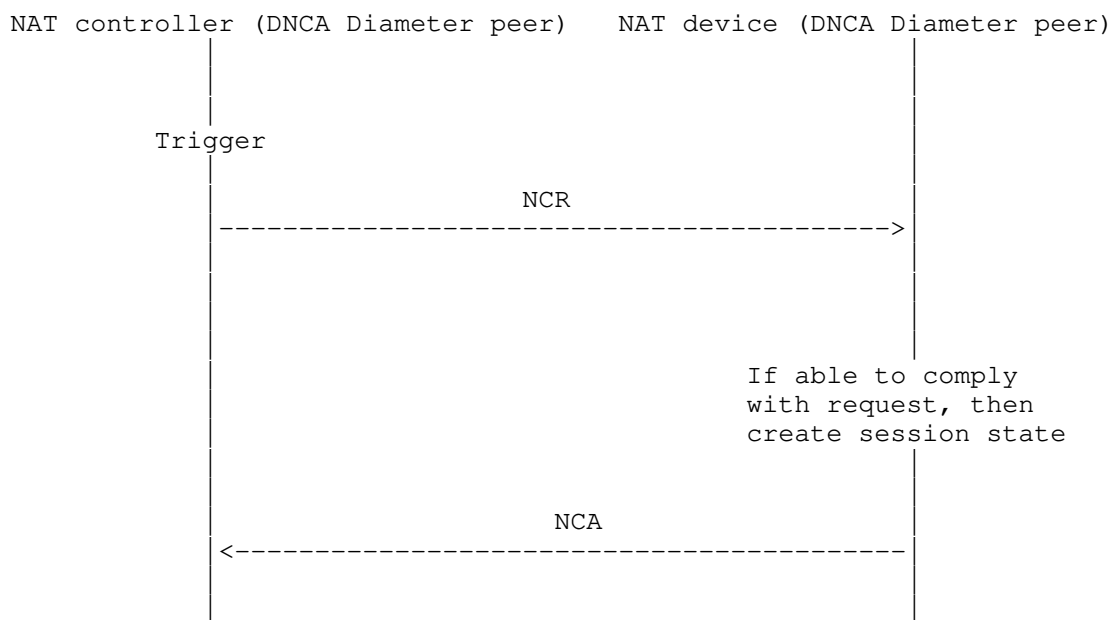 NAT controller (DNCA Diameter peer)   NAT device (DNCA Diameter peer)
Trigger
NCR
If able to comply
with request, then
create session state
NCA